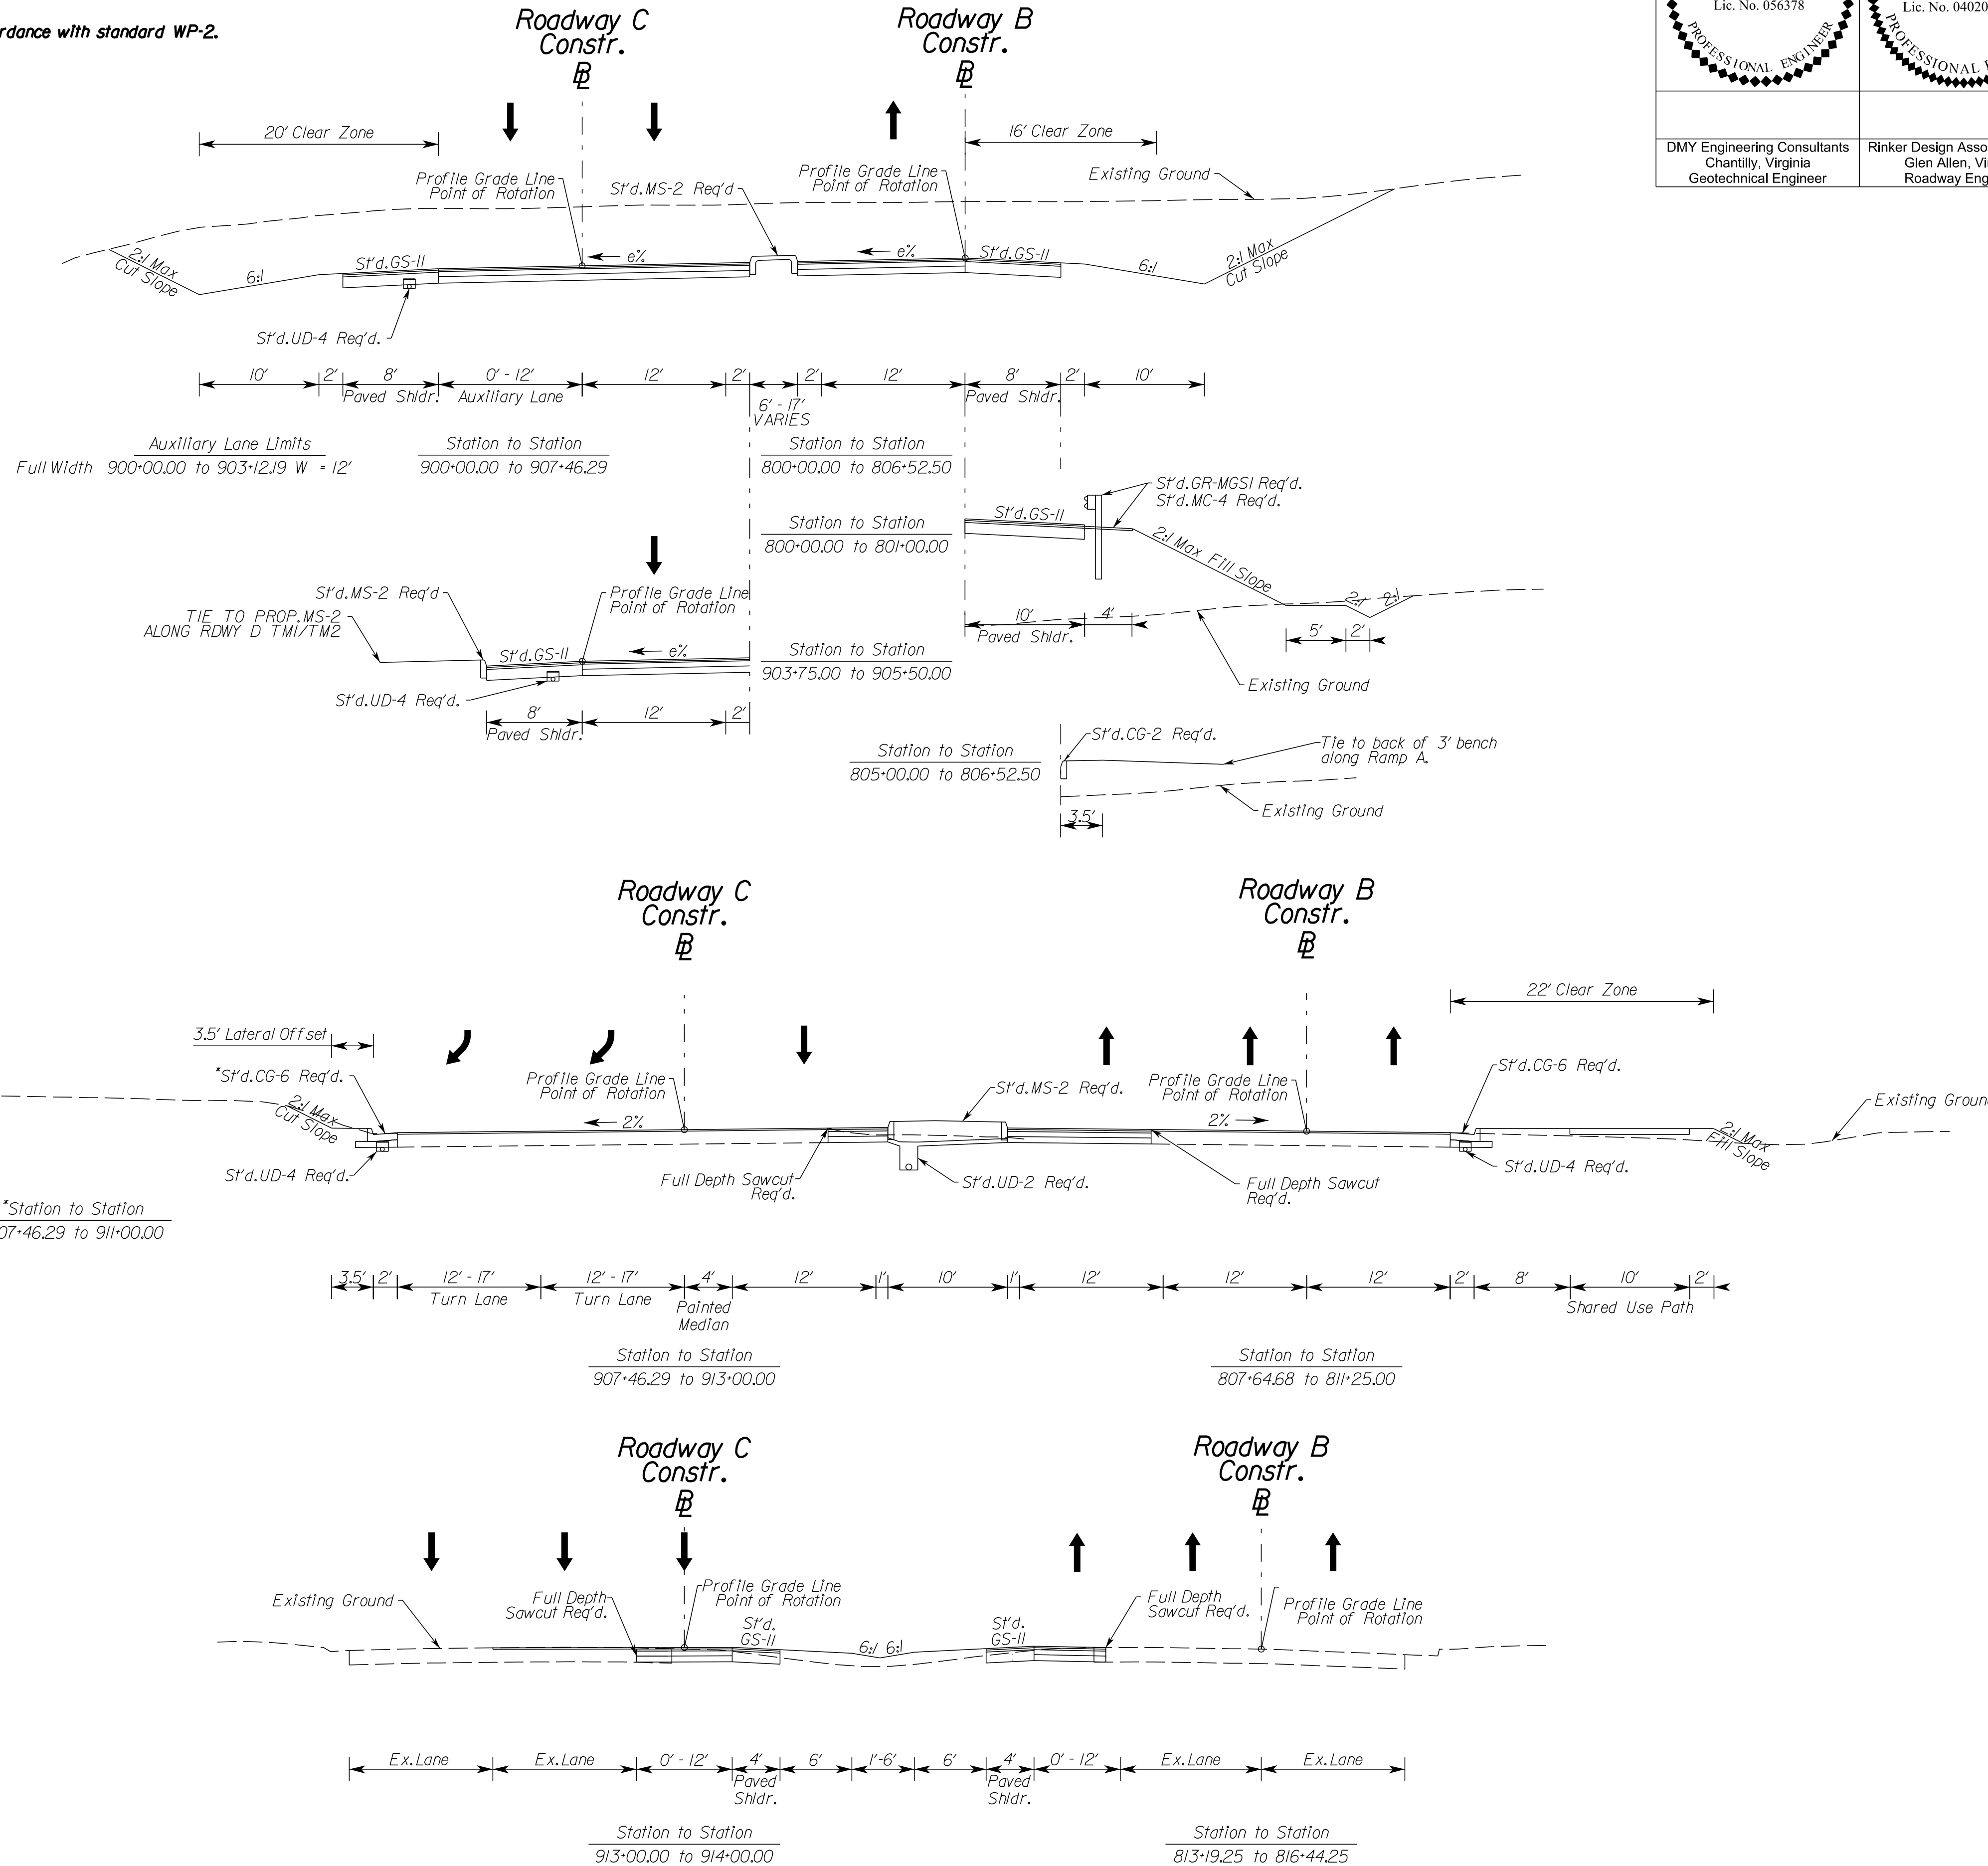 rdance with standard WP-2.
Lic. No. 056378
PROFESSIONAL ENGINEER
Lic. No. 04020
PROFESSIONAL
DMY Engineering Consultants
Chantilly, Virginia
Geotechnical Engineer
Rinker Design Asso
Glen Allen, Vi
Roadway Eng
Roadway C
Constr.
BL
Roadway B
Constr.
BL
20' Clear Zone
16' Clear Zone
Profile Grade Line
Point of Rotation
St'd. MS-2 Req'd
Profile Grade Line
Point of Rotation
Existing Ground
2:1 Max
Cut Slope
6:1
St'd. GS-11
e%
e%
St'd. GS-11
6:1
2:1 Max
Cut Slope
St'd. UD-4 Req'd.
10' 2' 8' 0' - 12' 12' 2' 2' 12' 8' 2' 10'
Paved Shldr. Auxiliary Lane
6' - 17'
VARIES
Paved Shldr.
Auxiliary Lane Limits
Full Width 900+00.00 to 903+12.19 W = 12'
Station to Station
900+00.00 to 907+46.29
Station to Station
800+00.00 to 806+52.50
Station to Station
800+00.00 to 801+00.00
St'd. GS-11
St'd. GR-MGS1 Req'd.
St'd. MC-4 Req'd.
2:1 Max Fill Slope
2:1 2:1
10' 4' 5' 2'
Paved Shldr.
Existing Ground
St'd. MS-2 Req'd
TIE TO PROP. MS-2
ALONG RDWY D TM1/TM2
Profile Grade Line
Point of Rotation
St'd. GS-11
e%
St'd. UD-4 Req'd.
8' 12' 2'
Paved Shldr.
Station to Station
903+75.00 to 905+50.00
Station to Station
805+00.00 to 806+52.50
St'd. CG-2 Req'd.
Tie to back of 3' bench
along Ramp A.
Existing Ground
3.5'
Roadway C
Constr.
BL
Roadway B
Constr.
BL
22' Clear Zone
3.5' Lateral Offset
*St'd. CG-6 Req'd.
2:1 Max
Cut Slope
St'd. UD-4 Req'd.
Profile Grade Line
Point of Rotation
2%
St'd. MS-2 Req'd.
Profile Grade Line
Point of Rotation
2%
St'd. CG-6 Req'd.
Existing Groun
2:1 Max
Fill Slope
Full Depth Sawcut
Req'd.
St'd. UD-2 Req'd.
Full Depth Sawcut
Req'd.
St'd. UD-4 Req'd.
*Station to Station
07+46.29 to 911+00.00
3.5' 2' 12' - 17' 12' - 17' 4' 12' 1' 10' 1' 12' 12' 12' 2' 8' 10' 2'
Turn Lane Turn Lane Painted
Median
Shared Use Path
Station to Station
907+46.29 to 913+00.00
Station to Station
807+64.68 to 811+25.00
Roadway C
Constr.
BL
Roadway B
Constr.
BL
Existing Ground
Full Depth
Sawcut Req'd.
Profile Grade Line
Point of Rotation
St'd.
GS-11
6:1 6:1
St'd.
GS-11
Full Depth
Sawcut Req'd.
Profile Grade Line
Point of Rotation
Ex. Lane Ex. Lane 0' - 12' 4' 6' 1'-6' 6' 4' 0' - 12' Ex. Lane Ex. Lane
Paved
Shldr.
Paved
Shldr.
Station to Station
913+00.00 to 914+00.00
Station to Station
813+19.25 to 816+44.25